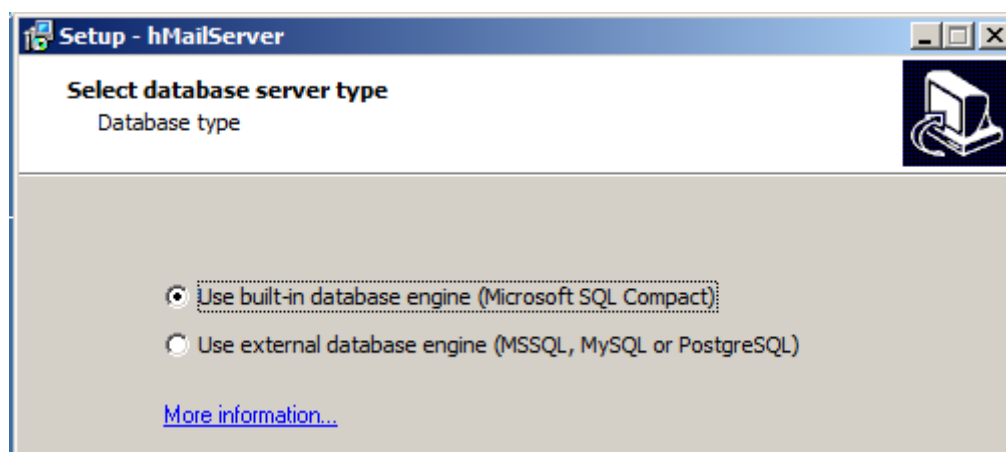 Setup - hMailServer
Select database server type
Database type
Use built-in database engine (Microsoft SQL Compact)
Use external database engine (MSSQL, MySQL or PostgreSQL)
More information...